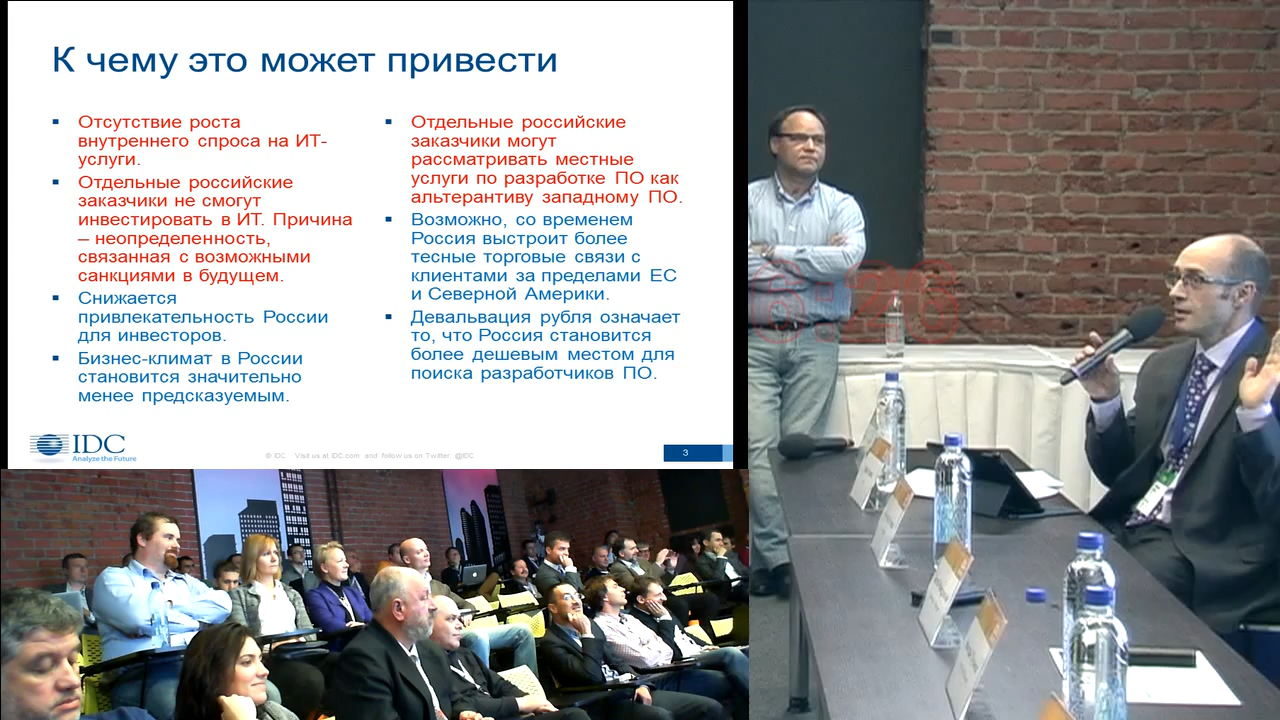 К чему это может привести
Отсутствие роста
внутреннего спроса на ИТ-
услуги.
Отдельные российские
заказчики не смогут
инвестировать в ИТ. Причина
– неопределенность,
связанная с возможными
санкциями в будущем.
Снижается
привлекательность России
для инвесторов.
Бизнес-климат в России
становится значительно
менее предсказуемым.
Отдельные российские
заказчики могут
рассматривать местные
услуги по разработке ПО как
альтерантиву западному ПО.
Возможно, со временем
Россия выстроит более
тесные торговые связи с
клиентами за пределами ЕС
и Северной Америки.
Девальвация рубля означает
то, что Россия становится
более дешевым местом для
поиска разработчиков ПО.
IDC
Analyze the Future
© IDC Visit us at IDC.com and follow us on Twitter: @IDC
3